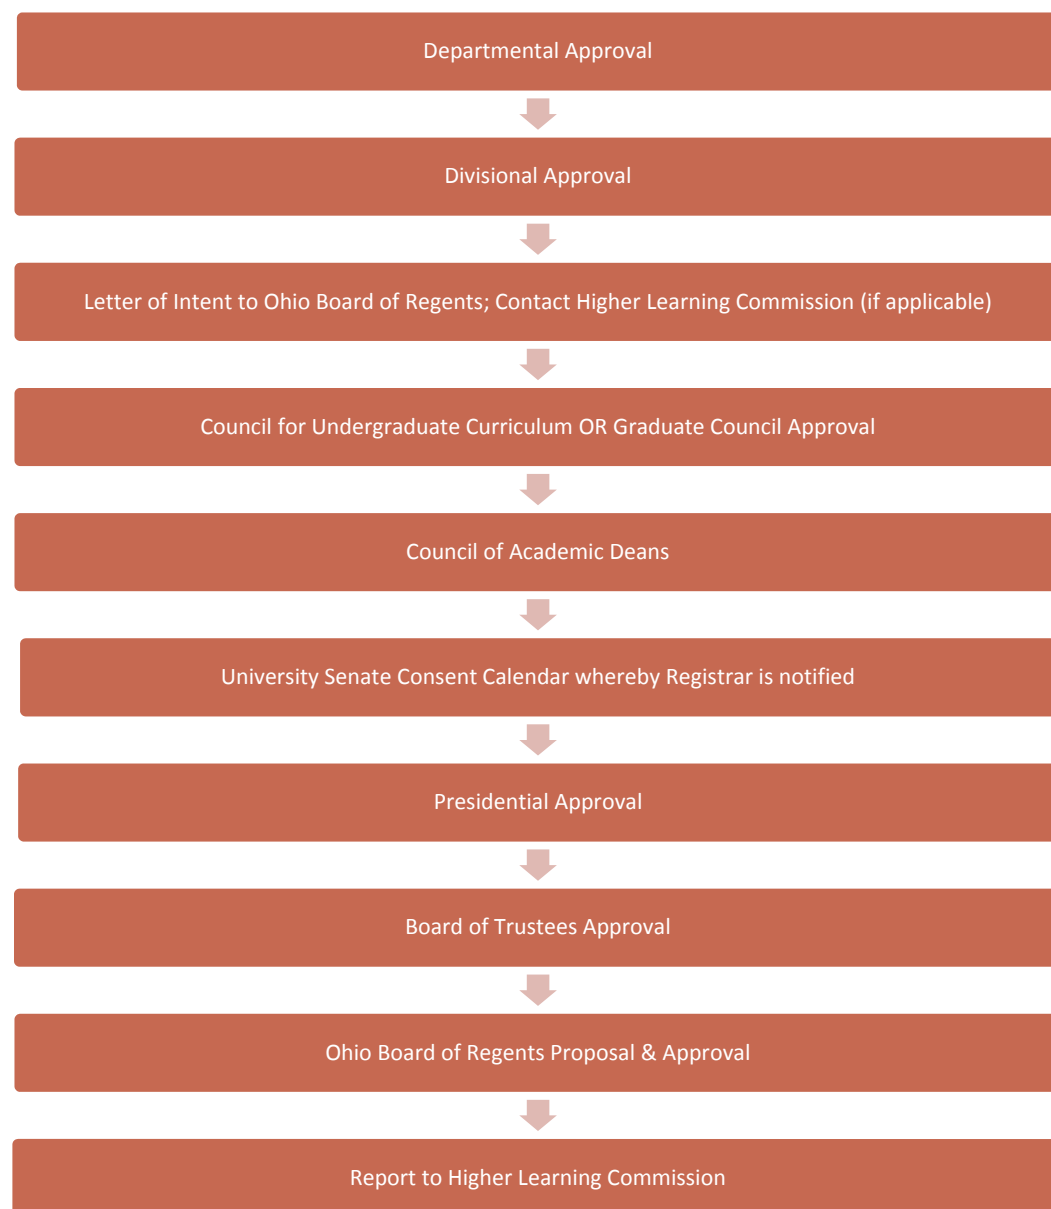 Departmental Approval
Divisional Approval
Letter of Intent to Ohio Board of Regents; Contact Higher Learning Commission (if applicable)
Council for Undergraduate Curriculum OR Graduate Council Approval
Council of Academic Deans
University Senate Consent Calendar whereby Registrar is notified
Presidential Approval
Board of Trustees Approval
Ohio Board of Regents Proposal & Approval
Report to Higher Learning Commission